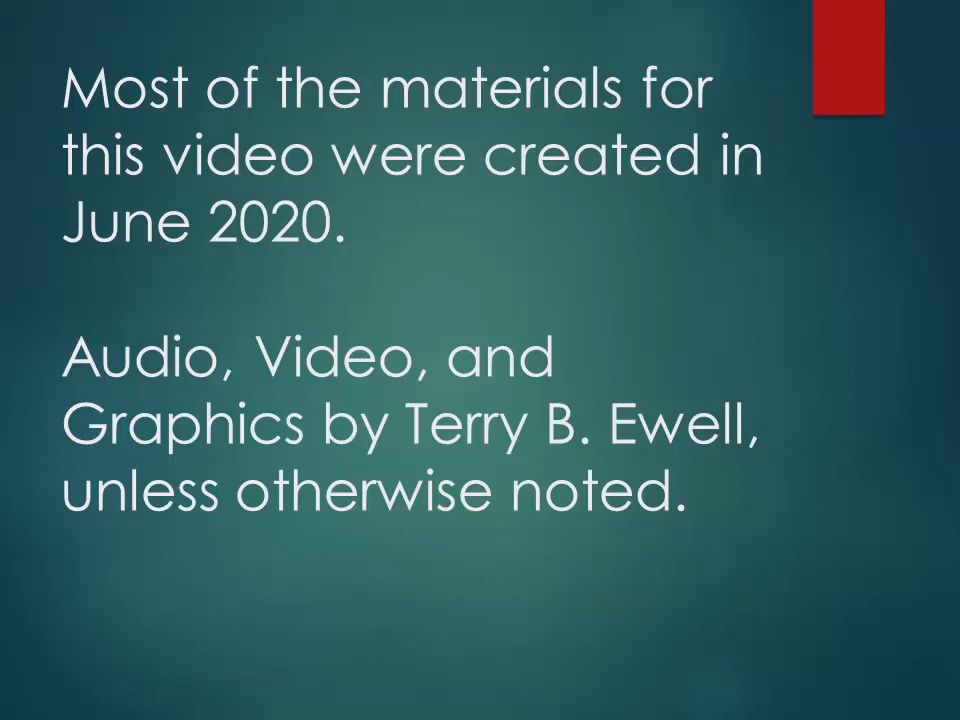 Most of the materials for
this video were created in
June 2020.
Audio, Video, and
Graphics by Terry B. Ewell,
unless otherwise noted.